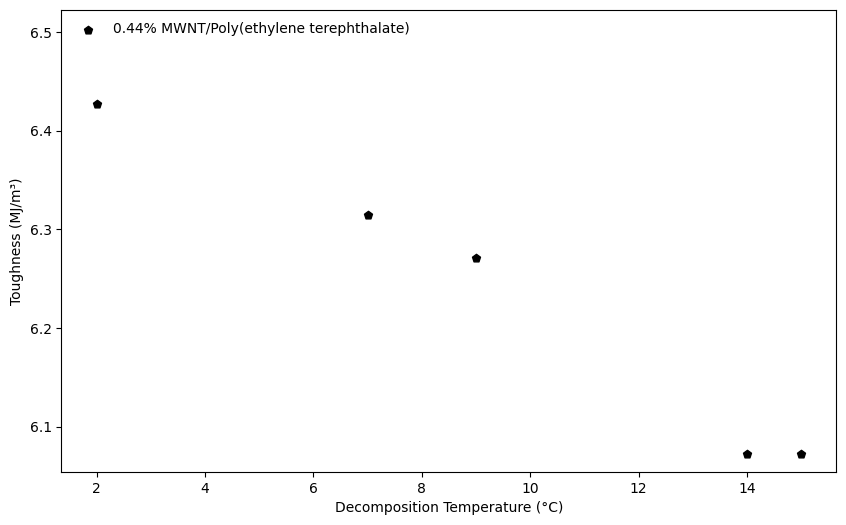 0.44% MWNT/Poly(ethylene terephthalate)
6.5
6.4
6.3
6.2
6.1
Toughness (MJ/m³)
2 4 6 8 10 12 14
Decomposition Temperature (°C)